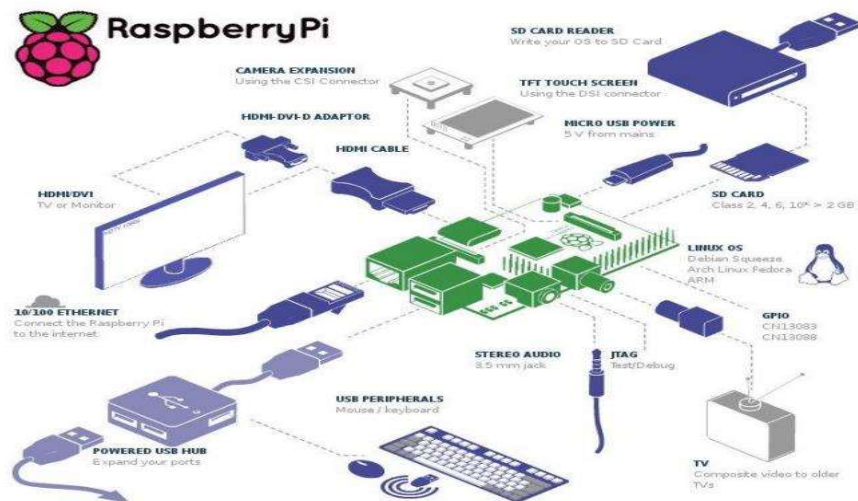 RaspberryPi
SD CARD READER
Write your OS to SD Card
CAMERA EXPANSION
Using the CSI Connector
TFT TOUCH SCREEN
Using the DSI connector
HDMI-DVI-D ADAPTOR
MICRO USB POWER
5 V from mains
HDMI CABLE
HDMI/DVI
TV or Monitor
SD CARD
Class 2, 4, 6, 10* > 2 GB
LINUX OS
Debian Squeeze
Arch Linux Fedora
ARM
10/100 ETHERNET
Connect the Raspberry Pi
to the internet
GPIO
CN13083
CN13098
STEREO AUDIO
3.5 mm jack
JTAG
Test/Debug
USB PERIPHERALS
Mouse / keyboard
POWERED USB HUB
Expand your ports
TV
Composite video to older
TVs